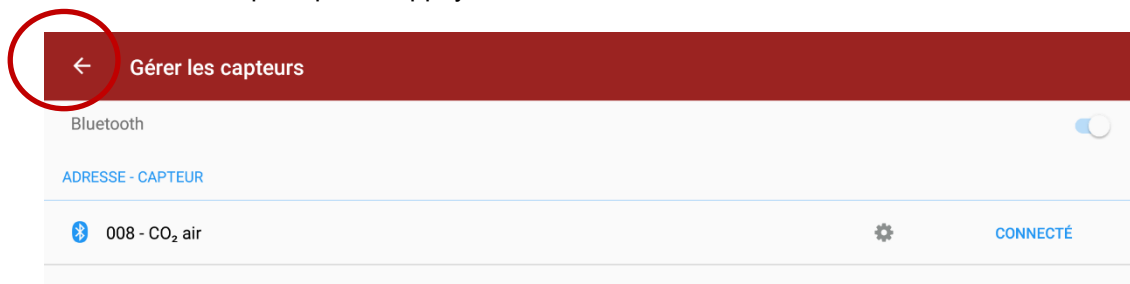 Gérer les capteurs
Bluetooth
ADRESSE - CAPTEUR
008 - CO₂ air CONNECTÉ